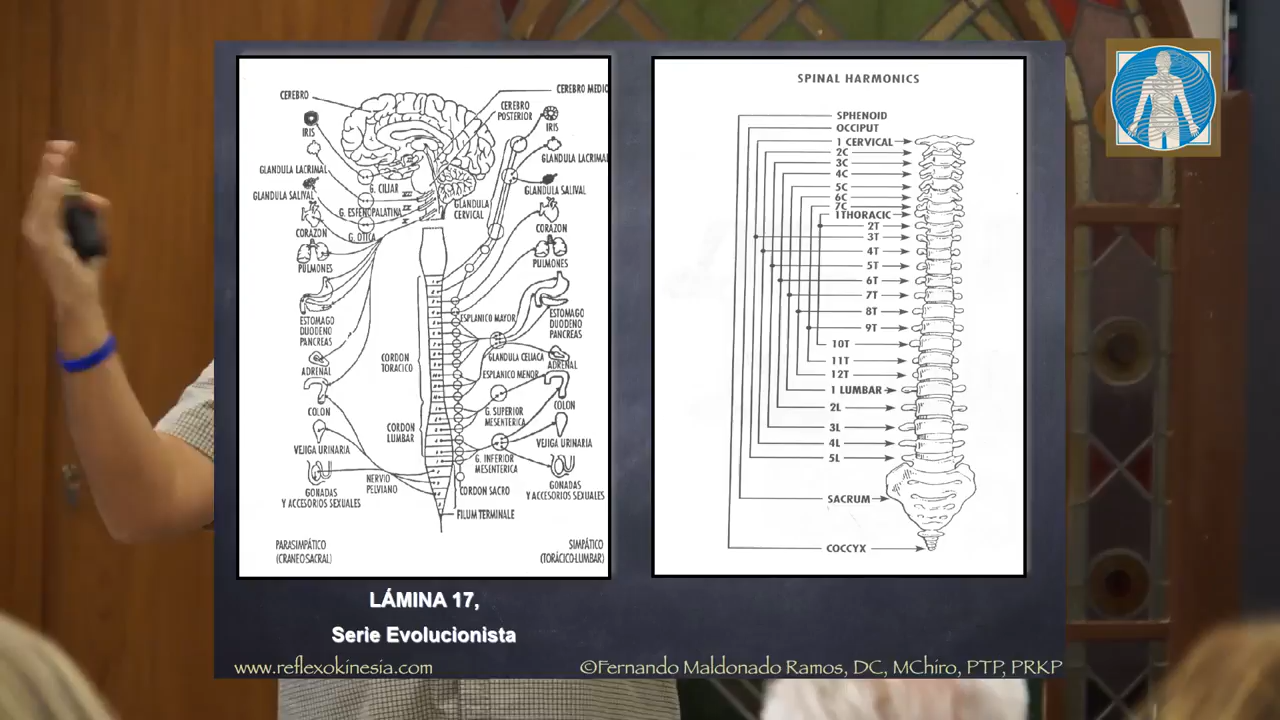 CEREBRO
IRIS
GLANDULA LACRIMAL
GLANDULA SALIVAL
CORAZON
PULMONES
ESTOMAGO
DUODENO
PANCREAS
ADRENAL
COLON
VEJIGA URINARIA
GONADAS
Y ACCESORIOS SEXUALES
PARASIMPÁTICO
(CRANEOSACRAL)
G. CILIAR
G. ESFENOPALATINA
G. OTICA
CORDON
TORACICO
CORDON
LUMBAR
NERVIO
PELVIANO
CEREBRO MEDIO
CEREBRO
POSTERIOR
IRIS
GLANDULA LACRIMAL
GLANDULA SALIVAL
GLANDULA
CERVICAL
CORAZON
PULMONES
ESPLANICO MAYOR
ESTOMAGO
DUODENO
PANCREAS
GLANDULA CELIACA
ADRENAL
ESPLANICO MENOR
COLON
G. SUPERIOR
MESENTERICA
VEJIGA URINARIA
G. INFERIOR
MESENTERICA
GONADAS
Y ACCESORIOS SEXUALES
CORDON SACRO
FILUM TERMINALE
SIMPÁTICO
(TORÁCICO-LUMBAR)
SPINAL HARMONICS
SPHENOID
OCCIPUT
1 CERVICAL
2C
3C
4C
5C
6C
7C
1 THORACIC
2T
3T
4T
5T
6T
7T
8T
9T
10T
11T
12T
1 LUMBAR
2L
3L
4L
5L
SACRUM
COCCYX
LÁMINA 17,
Serie Evolucionista
www.reflexokinesia.com
©Fernando Maldonado Ramos, DC, MChiro, PTP, PRKP